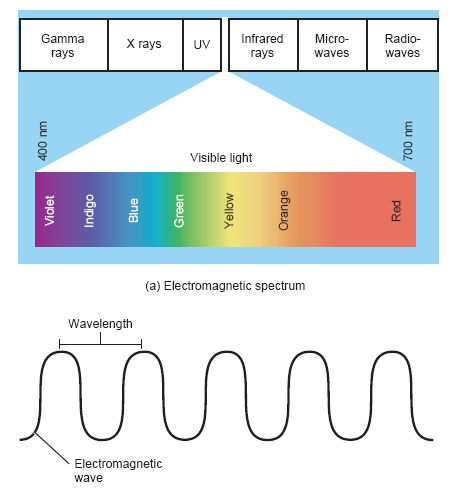 Gamma
rays
X rays
UV
Infrared
rays
Micro-
waves
Radio-
waves
400 nm
700 nm
Visible light
Violet
Indigo
Blue
Green
Yellow
Orange
Red
(a) Electromagnetic spectrum
Wavelength
Electromagnetic
wave